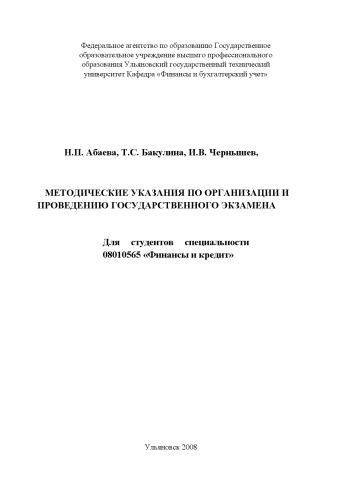 Федеральное агентство по образованию Государственное
образовательное учреждение высшего профессионального
образования Ульяновский государственный технический
университет Кафедра «Финансы и бухгалтерский учет»
Н.П. Абаева, Т.С. Бакулина, И.В. Чернышев,
МЕТОДИЧЕСКИЕ УКАЗАНИЯ ПО ОРГАНИЗАЦИИ И
ПРОВЕДЕНИЮ ГОСУДАРСТВЕННОГО ЭКЗАМЕНА
Для студентов специальности
08010565 «Финансы и кредит»
Ульяновск 2008